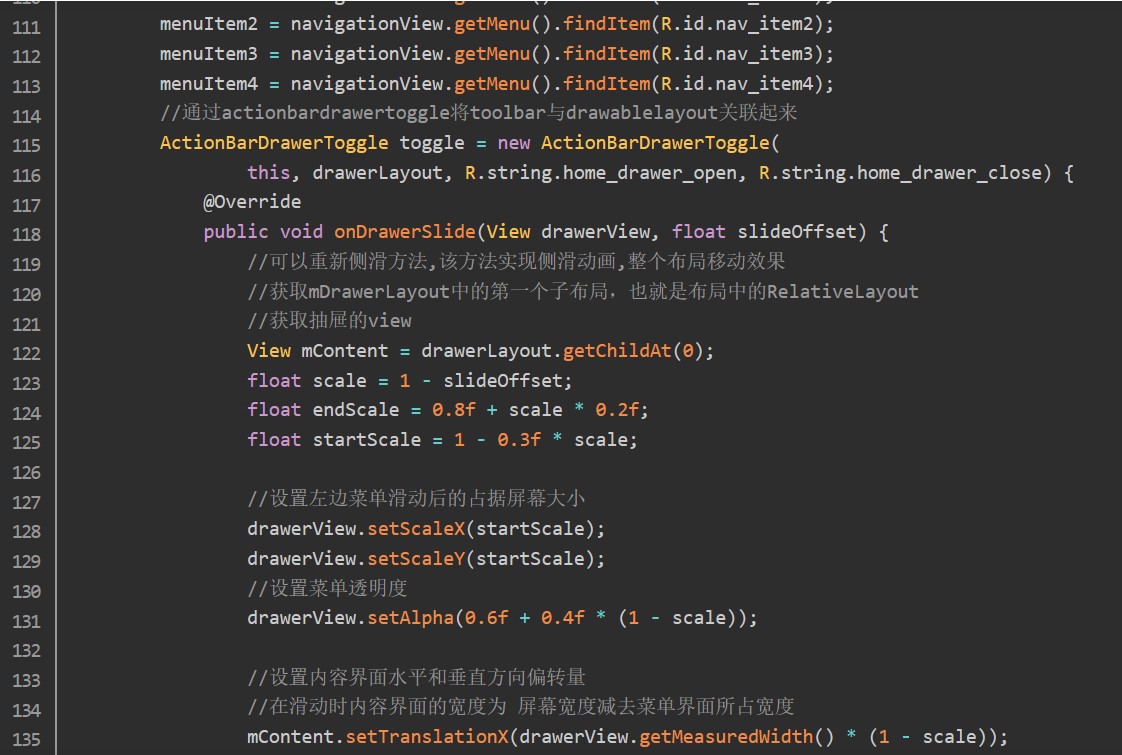 111 menuItem2 = navigationView.getMenu().findItem(R.id.nav_item2);
112 menuItem3 = navigationView.getMenu().findItem(R.id.nav_item3);
113 menuItem4 = navigationView.getMenu().findItem(R.id.nav_item4);
114 //通过actionbardrawertoggle将toolbar与drawablelayout关联起来
115 ActionBarDrawerToggle toggle = new ActionBarDrawerToggle(
116 this, drawerLayout, R.string.home_drawer_open, R.string.home_drawer_close) {
117 @Override
118 public void onDrawerSlide(View drawerView, float slideOffset) {
119 //可以重新侧滑方法,该方法实现侧滑动画,整个布局移动效果
120 //获取mDrawerLayout中的第一个子布局，也就是布局中的RelativeLayout
121 //获取抽屉的view
122 View mContent = drawerLayout.getChildAt(0);
123 float scale = 1 - slideOffset;
124 float endScale = 0.8f + scale * 0.2f;
125 float startScale = 1 - 0.3f * scale;
126
127 //设置左边菜单滑动后的占据屏幕大小
128 drawerView.setScaleX(startScale);
129 drawerView.setScaleY(startScale);
130 //设置菜单透明度
131 drawerView.setAlpha(0.6f + 0.4f * (1 - scale));
132
133 //设置内容界面水平和垂直方向偏转量
134 //在滑动时内容界面的宽度为 屏幕宽度减去菜单界面所占宽度
135 mContent.setTranslationX(drawerView.getMeasuredWidth() * (1 - scale));